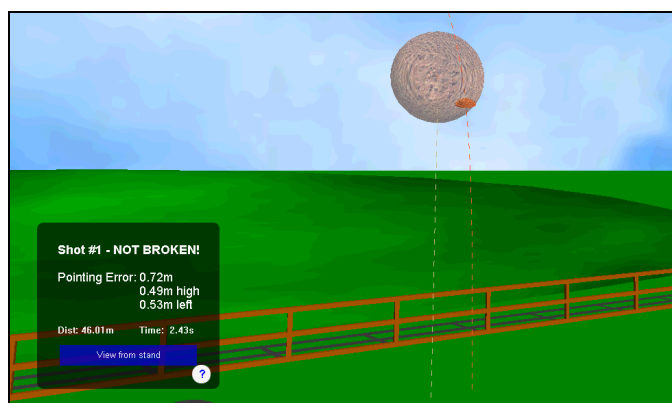 Shot #1 - NOT BROKEN!
Pointing Error: 0.72m
0.49m high
0.53m left
Dist: 46.01m Time: 2.43s
View from stand
?